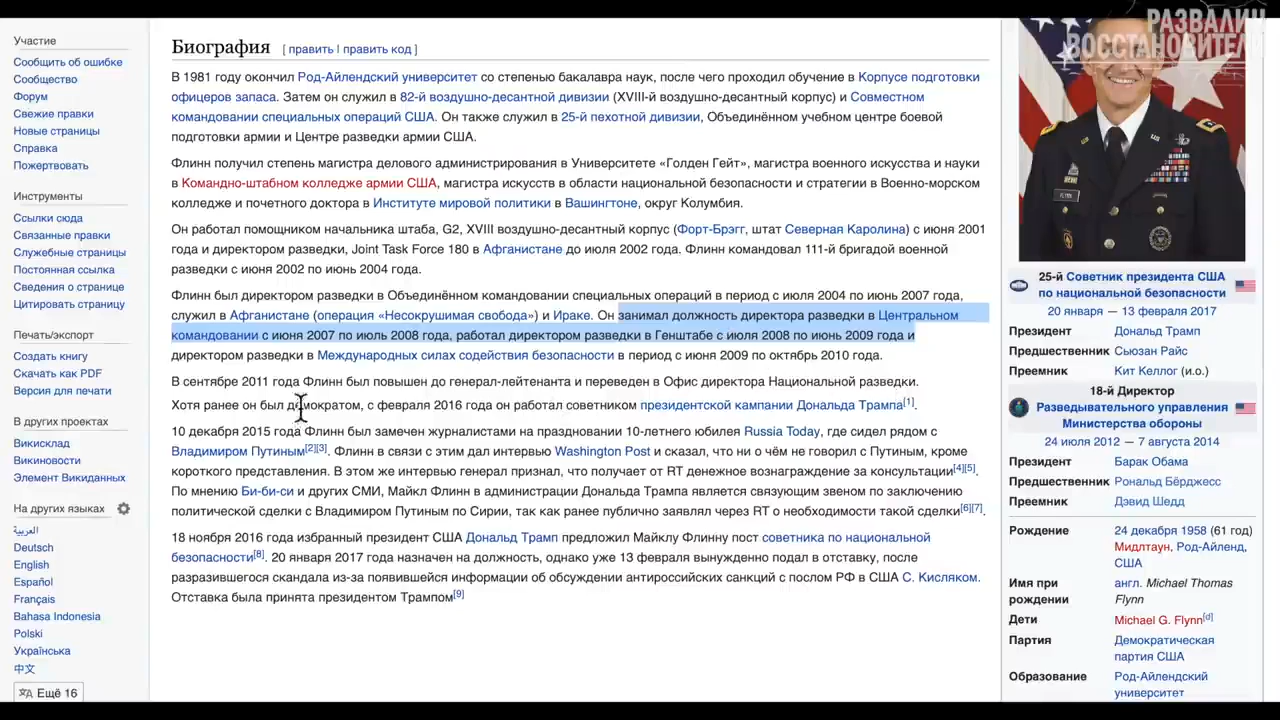 РАЗВАЛИН
ВОССТАНОВИТЕЛИ
Участие
Сообщить об ошибке
Сообщество
Форум
Свежие правки
Новые страницы
Справка
Пожертвовать
Инструменты
Ссылки сюда
Связанные правки
Служебные страницы
Постоянная ссылка
Сведения о странице
Цитировать страницу
Печать/экспорт
Создать книгу
Скачать как PDF
Версия для печати
В других проектах
Викисклад
Викиновости
Элемент Викиданных
На других языках
العربية
Deutsch
English
Español
Français
Bahasa Indonesia
Polski
Українська
中文
Ещё 16
Биография [ править | править код ]
В 1981 году окончил Род-Айлендский университет со степенью бакалавра наук, после чего проходил обучение в Корпусе подготовки
офицеров запаса. Затем он служил в 82-й воздушно-десантной дивизии (XVIII-й воздушно-десантный корпус) и Совместном
командовании специальных операций США. Он также служил в 25-й пехотной дивизии, Объединённом учебном центре боевой
подготовки армии и Центре разведки армии США.
Флинн получил степень магистра делового администрирования в Университете «Голден Гейт», магистра военного искусства и науки
в Командно-штабном колледже армии США, магистра искусств в области национальной безопасности и стратегии в Военно-морском
колледже и почетного доктора в Институте мировой политики в Вашингтоне, округ Колумбия.
Он работал помощником начальника штаба, G2, XVIII воздушно-десантный корпус (Форт-Брэгг, штат Северная Каролина) с июня 2001
года и директором разведки, Joint Task Force 180 в Афганистане до июля 2002 года. Флинн командовал 111-й бригадой военной
разведки с июня 2002 по июнь 2004 года.
Флинн был директором разведки в Объединённом командовании специальных операций в период с июля 2004 по июнь 2007 года,
служил в Афганистане (операция «Несокрушимая свобода») и Ираке. Он занимал должность директора разведки в Центральном
командовании с июня 2007 по июль 2008 года, работал директором разведки в Генштабе с июля 2008 по июнь 2009 года и
директором разведки в Международных силах содействия безопасности в период с июня 2009 по октябрь 2010 года.
В сентябре 2011 года Флинн был повышен до генерал-лейтенанта и переведен в Офис директора Национальной разведки.
Хотя ранее он был демократом, с февраля 2016 года он работал советником президентской кампании Дональда Трампа[1].
10 декабря 2015 года Флинн был замечен журналистами на праздновании 10-летнего юбилея Russia Today, где сидел рядом с
Владимиром Путиным[2][3]. Флинн в связи с этим дал интервью Washington Post и сказал, что ни о чём не говорил с Путиным, кроме
короткого представления. В этом же интервью генерал признал, что получает от RT денежное вознаграждение за консультации[4][5].
По мнению Би-би-си и других СМИ, Майкл Флинн в администрации Дональда Трампа является связующим звеном по заключению
политической сделки с Владимиром Путиным по Сирии, так как ранее публично заявлял через RT о необходимости такой сделки[6][7].
18 ноября 2016 года избранный президент США Дональд Трамп предложил Майклу Флинну пост советника по национальной
безопасности[8]. 20 января 2017 года назначен на должность, однако уже 13 февраля вынужденно подал в отставку, после
разразившегося скандала из-за появившейся информации об обсуждении антироссийских санкций с послом РФ в США С. Кисляком.
Отставка была принята президентом Трампом[9]
FLYNN
25-й Советник президента США
по национальной безопасности
20 января — 13 февраля 2017
Президент: Дональд Трамп
Предшественник: Сьюзан Райс
Преемник: Кит Келлог (и.о.)
18-й Директор
Разведывательного управления
Министерства обороны
24 июля 2012 — 7 августа 2014
Президент: Барак Обама
Предшественник: Рональд Бёрджесс
Преемник: Дэвид Шедд
Рождение 24 декабря 1958 (61 год)
Мидлтаун, Род-Айленд,
США
Имя при англ. Michael Thomas
рождении Flynn
Дети Michael G. Flynn[d]
Партия Демократическая
партия США
Образование Род-Айлендский
университет